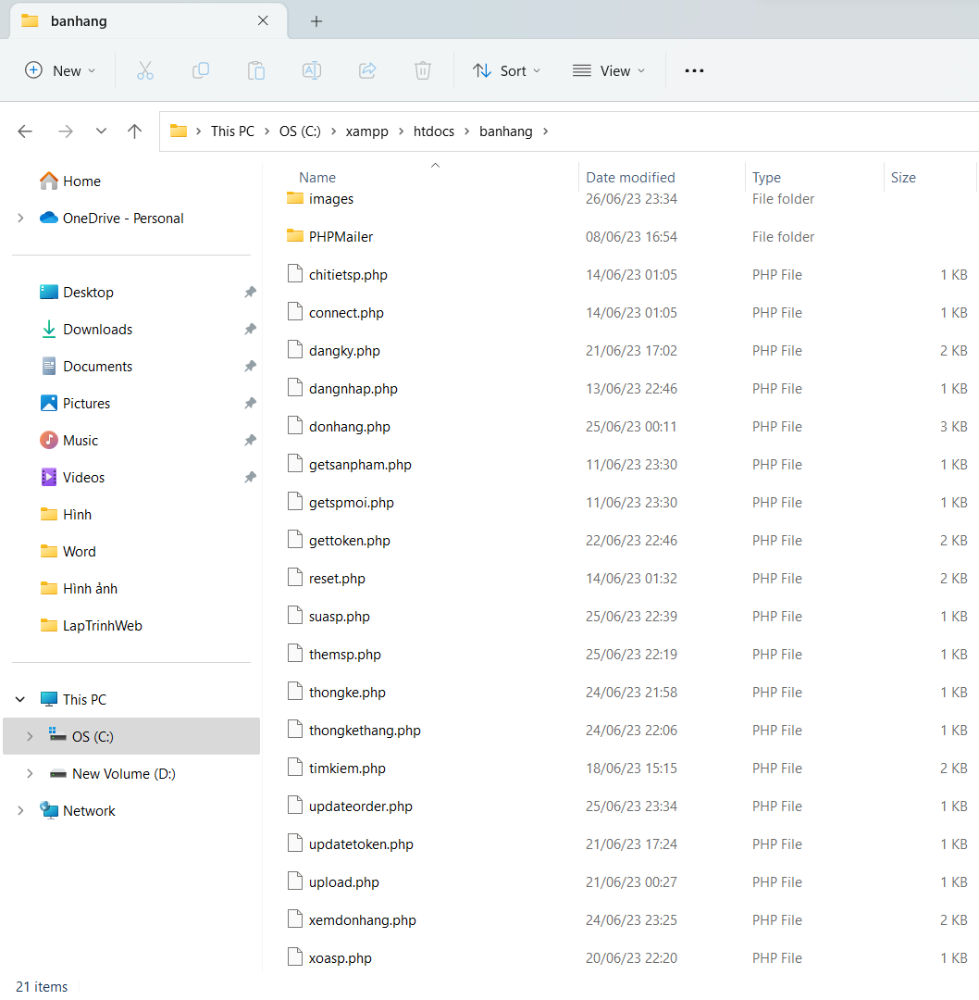 banhang
New Sort View
This PC OS (C:) xampp htdocs banhang
Home
OneDrive - Personal
Desktop
Downloads
Documents
Pictures
Music
Videos
Hình
Word
Hình ảnh
LapTrinhWeb
This PC
OS (C:)
New Volume (D:)
Network
Name Date modified Type Size
images 26/06/23 23:34 File folder
PHPMailer 08/06/23 16:54 File folder
chitietsp.php 14/06/23 01:05 PHP File 1 KB
connect.php 14/06/23 01:05 PHP File 1 KB
dangky.php 21/06/23 17:02 PHP File 2 KB
dangnhap.php 13/06/23 22:46 PHP File 1 KB
donhang.php 25/06/23 00:11 PHP File 3 KB
getsanpham.php 11/06/23 23:30 PHP File 1 KB
getspmoi.php 11/06/23 23:30 PHP File 1 KB
gettoken.php 22/06/23 22:46 PHP File 2 KB
reset.php 14/06/23 01:32 PHP File 2 KB
suasp.php 25/06/23 22:39 PHP File 1 KB
themsp.php 25/06/23 22:19 PHP File 1 KB
thongke.php 24/06/23 21:58 PHP File 1 KB
thongkethang.php 24/06/23 22:06 PHP File 1 KB
timkiem.php 18/06/23 15:15 PHP File 2 KB
updateorder.php 25/06/23 23:34 PHP File 1 KB
updatetoken.php 21/06/23 17:24 PHP File 1 KB
upload.php 21/06/23 00:27 PHP File 1 KB
xemdonhang.php 24/06/23 23:25 PHP File 2 KB
xoasp.php 20/06/23 22:20 PHP File 1 KB
21 items